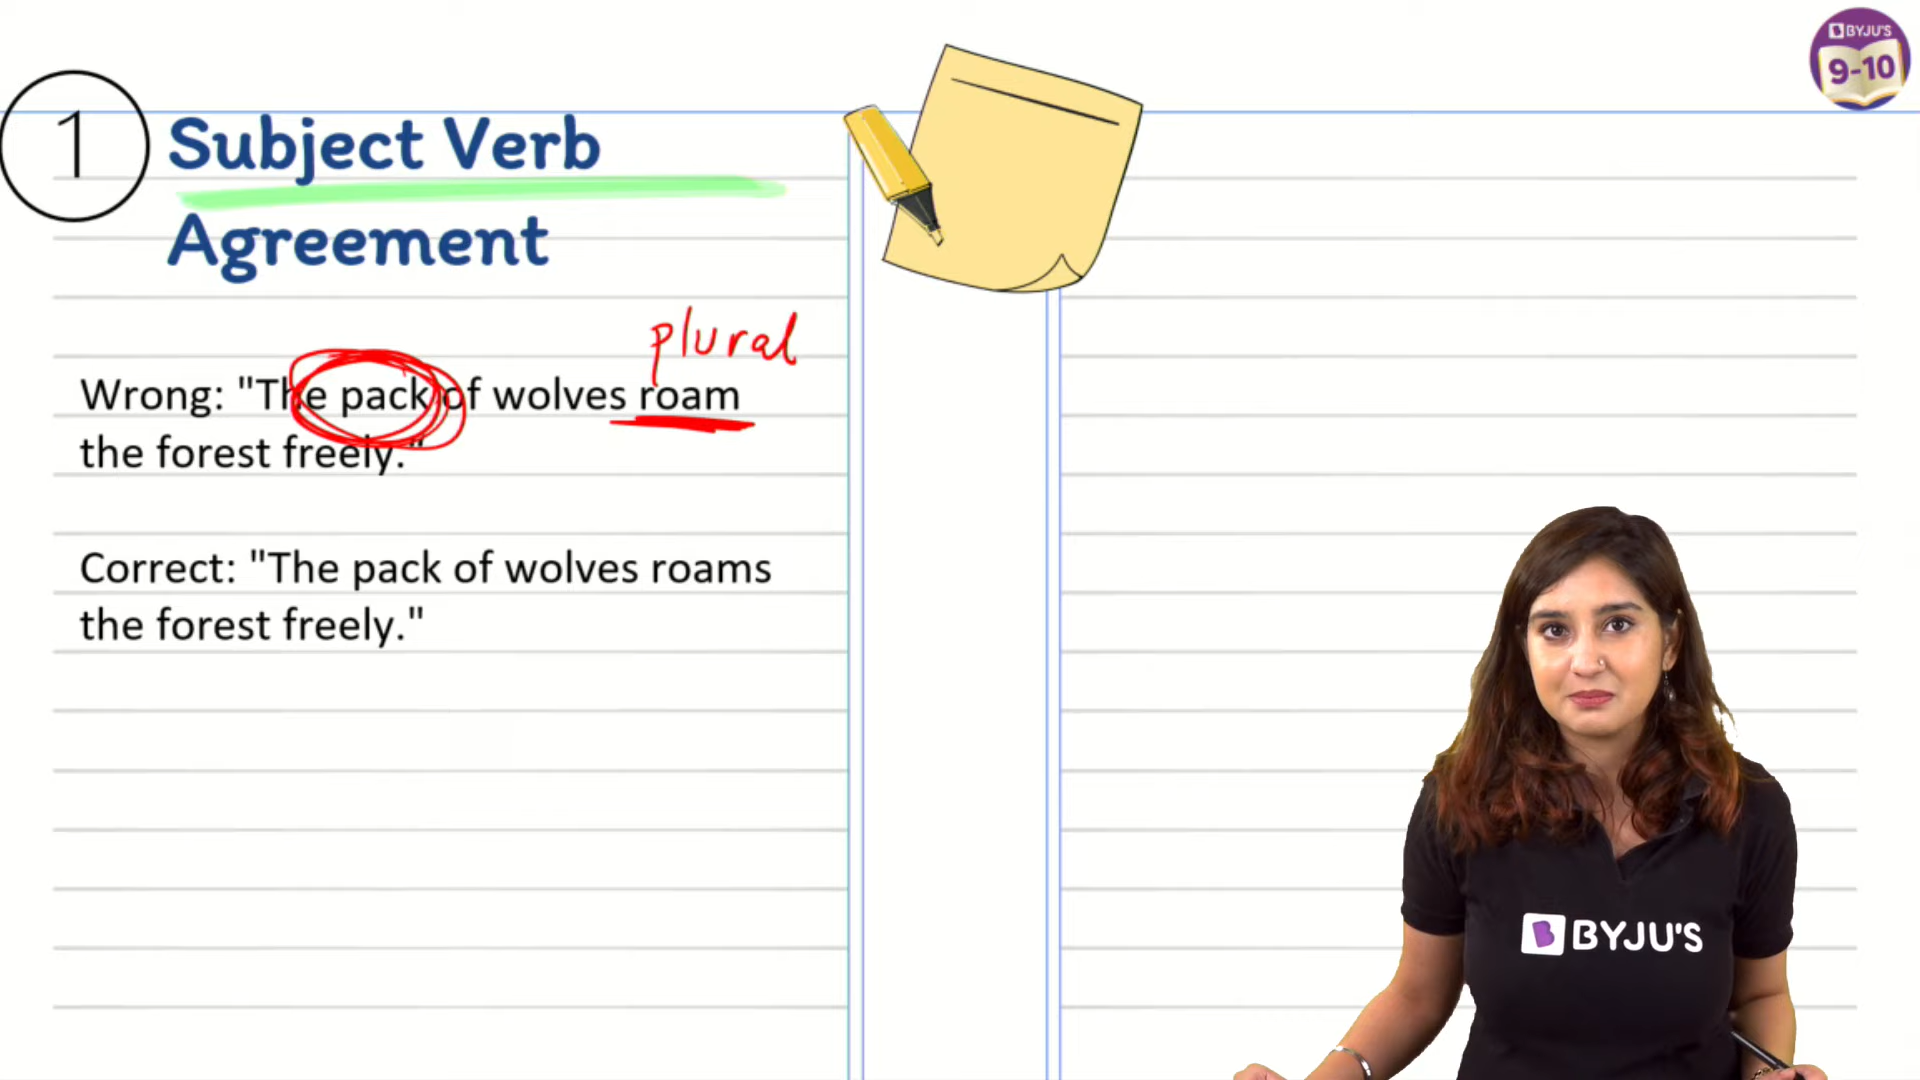 BYJU'S
9-10
1
Subject Verb
Agreement
plural
Wrong: "The pack of wolves roam
the forest freely."
Correct: "The pack of wolves roams
the forest freely."
B BYJU'S